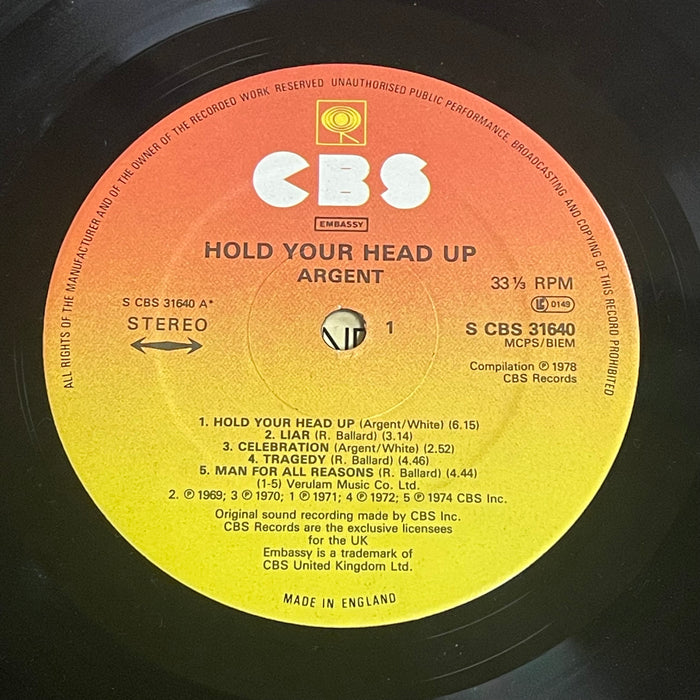 ALL RIGHTS OF THE MANUFACTURER AND OF THE OWNER OF THE RECORDED WORK RESERVED UNAUTHORISED PUBLIC PERFORMANCE, BROADCASTING AND COPYING OF THIS RECORD PROHIBITED
CBS
EMBASSY
HOLD YOUR HEAD UP
ARGENT
S CBS 31640 A*
STEREO
33⅓ RPM
LC 0149
1
S CBS 31640
MCPS/BIEM
Compilation ℗ 1978
CBS Records
1. HOLD YOUR HEAD UP (Argent/White) (6.15)
2. LIAR (R. Ballard) (3.14)
3. CELEBRATION (Argent/White) (2.52)
4. TRAGEDY (R. Ballard) (4.46)
5. MAN FOR ALL REASONS (R. Ballard) (4.44)
(1-5) Verulam Music Co. Ltd.
2. ℗ 1969; 3 ℗ 1970; 1 ℗ 1971; 4 ℗ 1972; 5 ℗ 1974 CBS Inc.
Original sound recording made by CBS Inc.
CBS Records are the exclusive licensees
for the UK
Embassy is a trademark of
CBS United Kingdom Ltd.
MADE IN ENGLAND